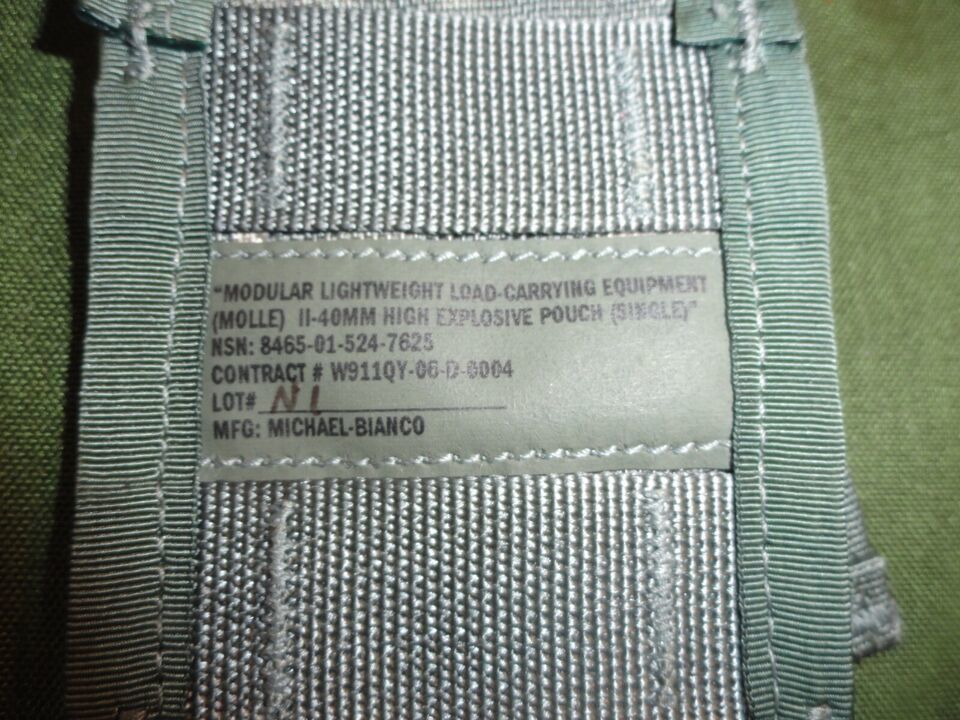 "MODULAR LIGHTWEIGHT LOAD-CARRYING EQUIPMENT
(MOLLE) II-40MM HIGH EXPLOSIVE POUCH (SINGLE)"
NSN: 8465-01-524-7625
CONTRACT # W911QY-06-D-0004
LOT# N1
MFG: MICHAEL-BIANCO